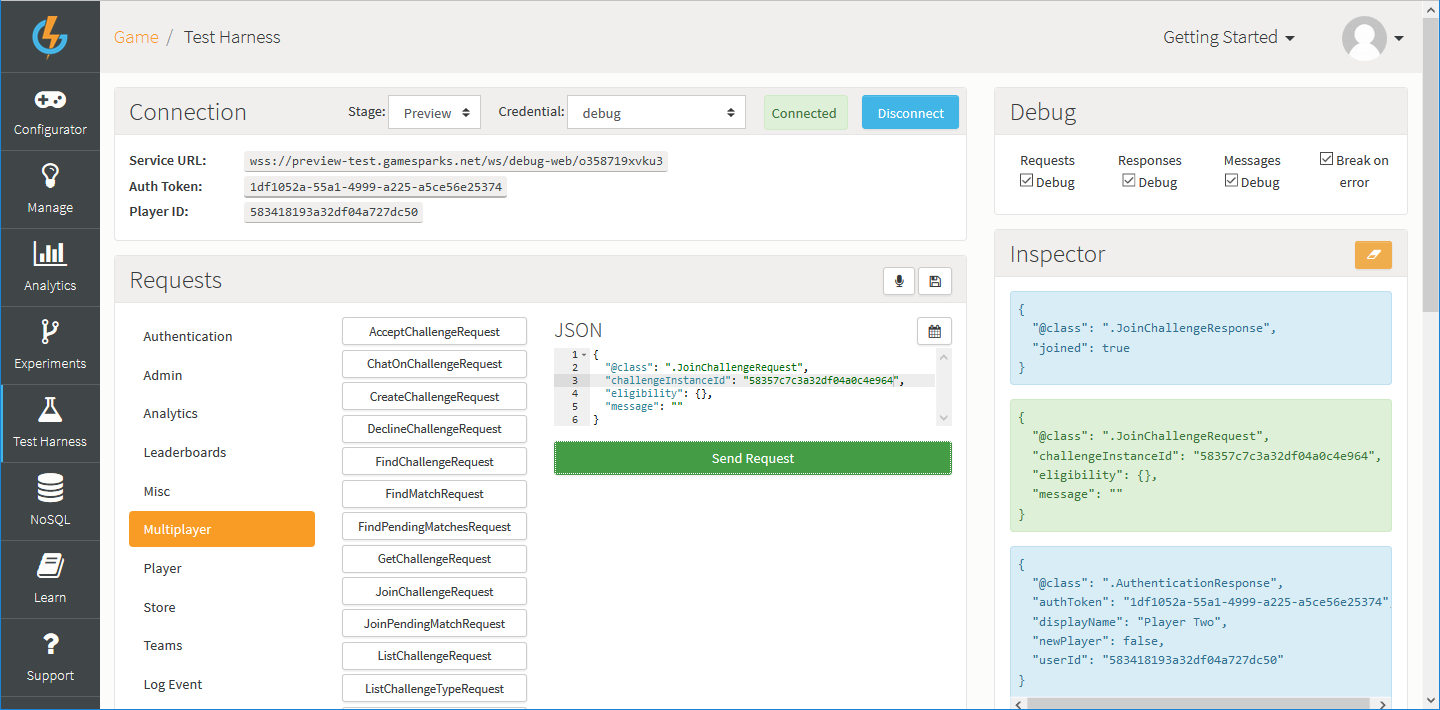 Game / Test Harness
Getting Started
Configurator
Manage
Analytics
Experiments
Test Harness
NoSQL
Learn
Support
Connection
Stage: Preview
Credential: debug
Connected
Disconnect
Service URL: wss://preview-test.gamesparks.net/ws/debug-web/o358719xvku3
Auth Token: 1df1052a-55a1-4999-a225-a5ce56e25374
Player ID: 583418193a32df04a727dc50
Requests
Authentication
Admin
Analytics
Leaderboards
Misc
Multiplayer
Player
Store
Teams
Log Event
AcceptChallengeRequest
ChatOnChallengeRequest
CreateChallengeRequest
DeclineChallengeRequest
FindChallengeRequest
FindMatchRequest
FindPendingMatchesRequest
GetChallengeRequest
JoinChallengeRequest
JoinPendingMatchRequest
ListChallengeRequest
ListChallengeTypeRequest
JSON
1 {
2 "@class": ".JoinChallengeRequest",
3 "challengeInstanceId": "58357c7c3a32df04a0c4e964",
4 "eligibility": {},
5 "message": ""
6 }
Send Request
Debug
Requests
Debug
Responses
Debug
Messages
Debug
Break on
error
Inspector
{
"@class": ".JoinChallengeResponse",
"joined": true
}
{
"@class": ".JoinChallengeRequest",
"challengeInstanceId": "58357c7c3a32df04a0c4e964",
"eligibility": {},
"message": ""
}
{
"@class": ".AuthenticationResponse",
"authToken": "1df1052a-55a1-4999-a225-a5ce56e25374",
"displayName": "Player Two",
"newPlayer": false,
"userId": "583418193a32df04a727dc50"
}